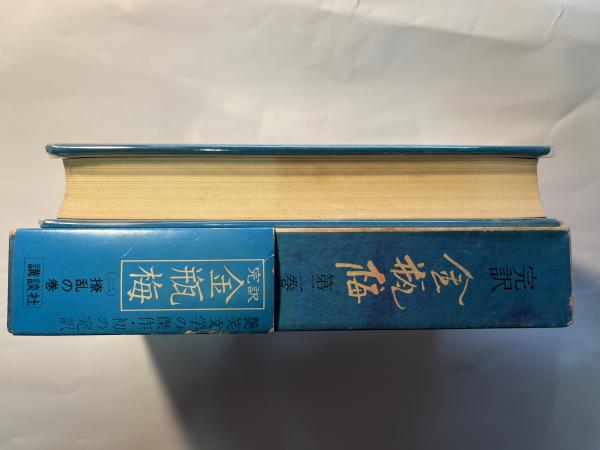 完訳
金瓶梅
第二巻
艶笑文学の傑作・初の完訳
完訳
金瓶梅
(二)撩乱の巻
講談社